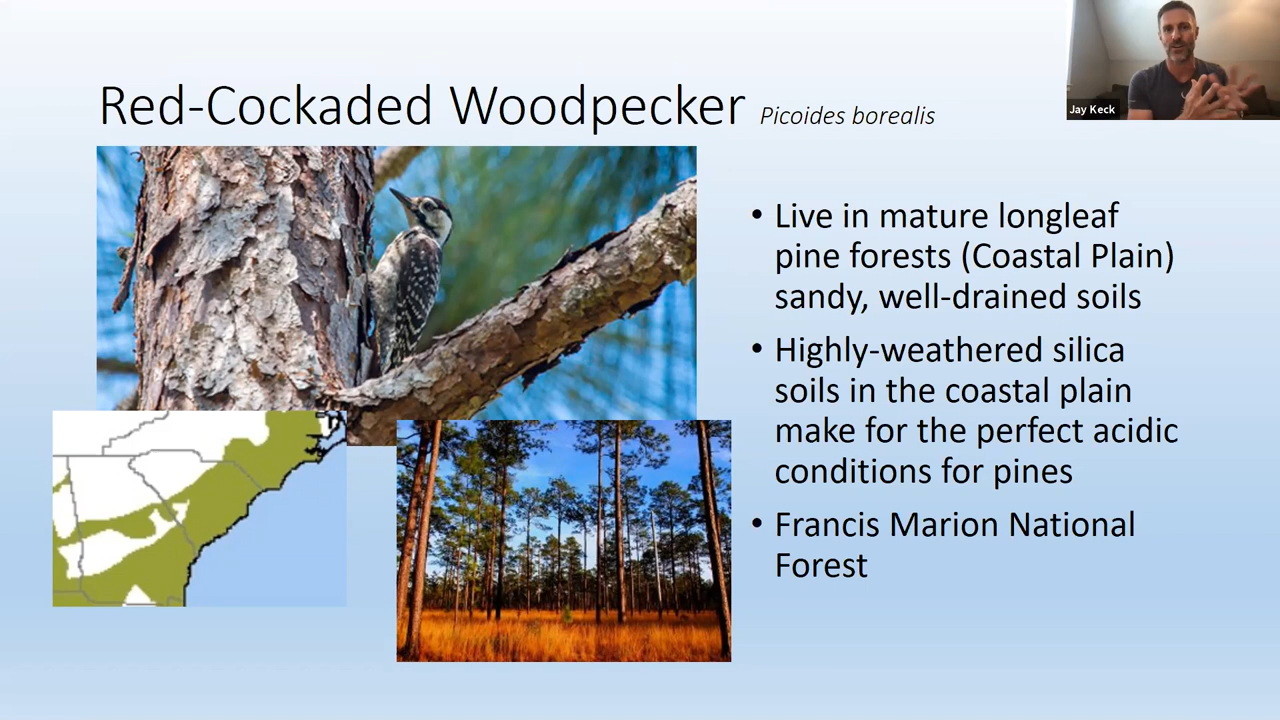 Red-Cockaded Woodpecker Picoides borealis
Jay Keck
• Live in mature longleaf
pine forests (Coastal Plain)
sandy, well-drained soils
• Highly-weathered silica
soils in the coastal plain
make for the perfect acidic
conditions for pines
• Francis Marion National
Forest